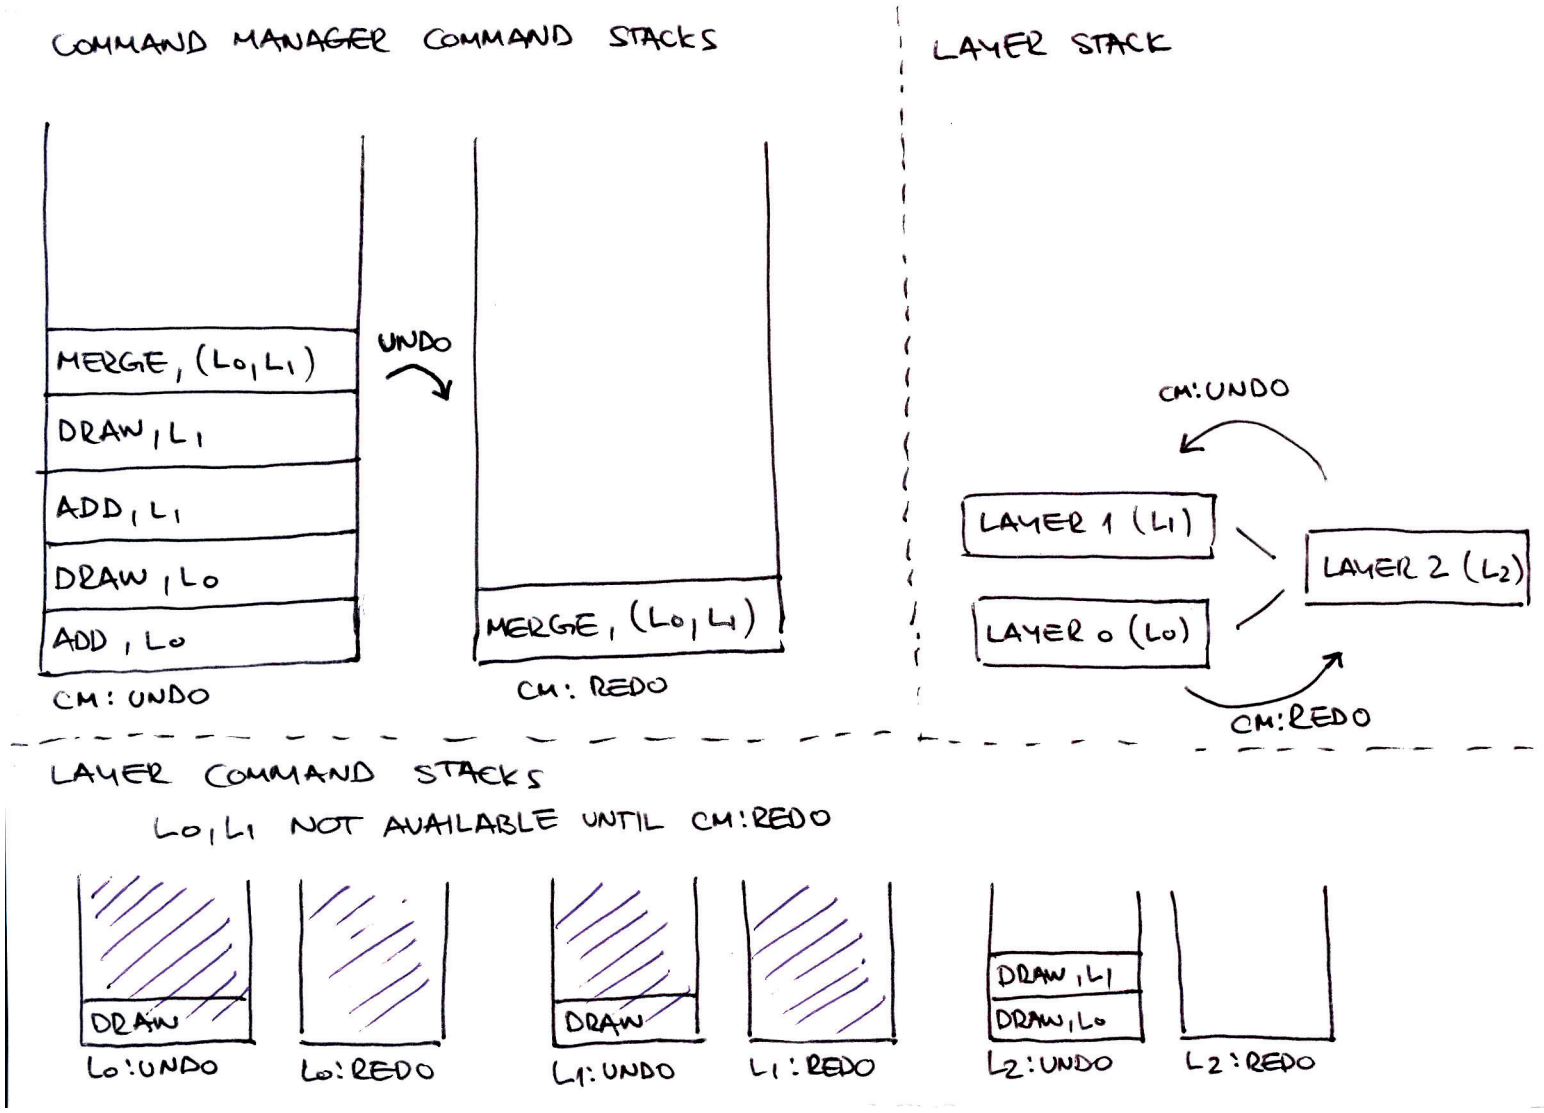 COMMAND MANAGER COMMAND STACKS
MERGE, (L0, L1)
DRAW, L1
ADD, L1
DRAW, L0
ADD, L0
CM: UNDO
UNDO
MERGE, (L0, L1)
CM: REDO
LAYER STACK
CM:UNDO
LAYER 1 (L1)
LAYER 0 (L0)
LAYER 2 (L2)
CM:REDO
LAYER COMMAND STACKS
L0, L1 NOT AVAILABLE UNTIL CM:REDO
DRAW
L0:UNDO
L0:REDO
DRAW
L1:UNDO
L1:REDO
DRAW, L1
DRAW, L0
L2:UNDO
L2:REDO